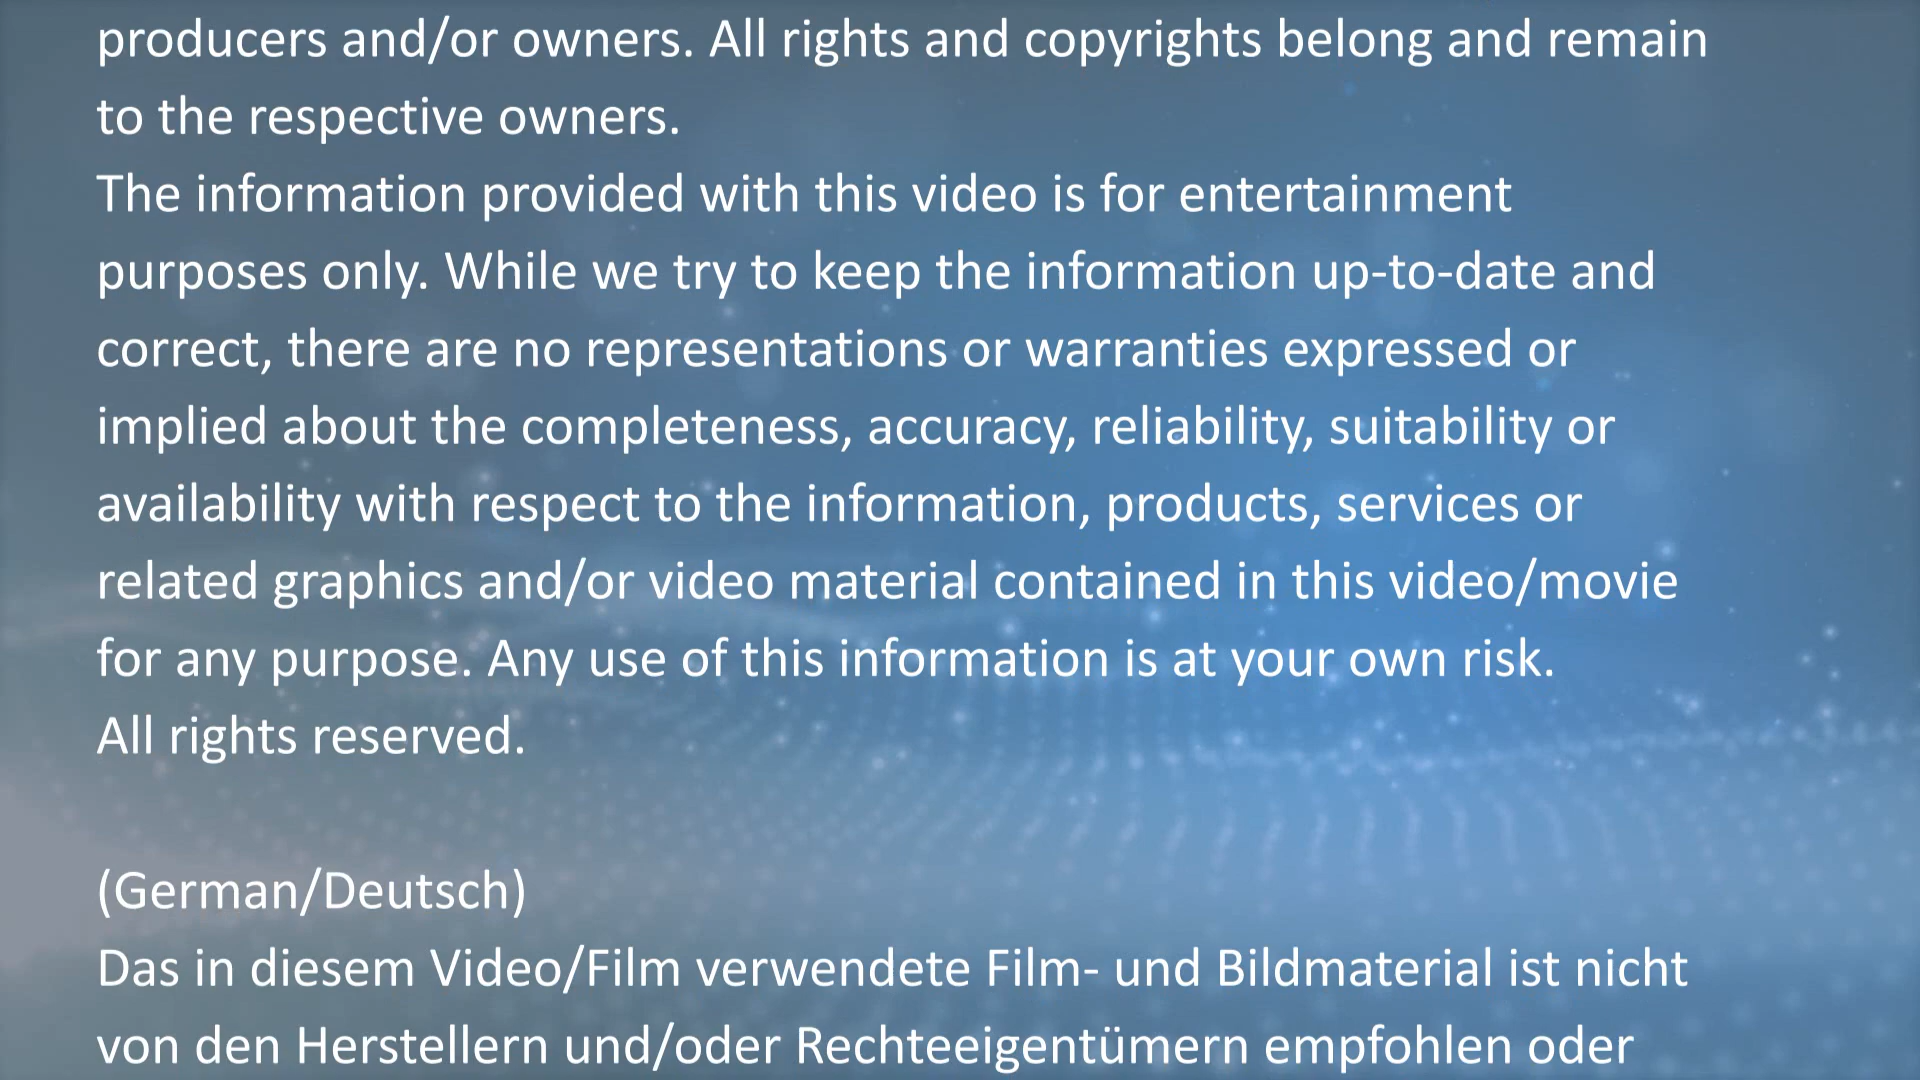 producers and/or owners. All rights and copyrights belong and remain
to the respective owners.
The information provided with this video is for entertainment
purposes only. While we try to keep the information up-to-date and
correct, there are no representations or warranties expressed or
implied about the completeness, accuracy, reliability, suitability or
availability with respect to the information, products, services or
related graphics and/or video material contained in this video/movie
for any purpose. Any use of this information is at your own risk.
All rights reserved.
(German/Deutsch)
Das in diesem Video/Film verwendete Film- und Bildmaterial ist nicht
von den Herstellern und/oder Rechteeigentümern empfohlen oder